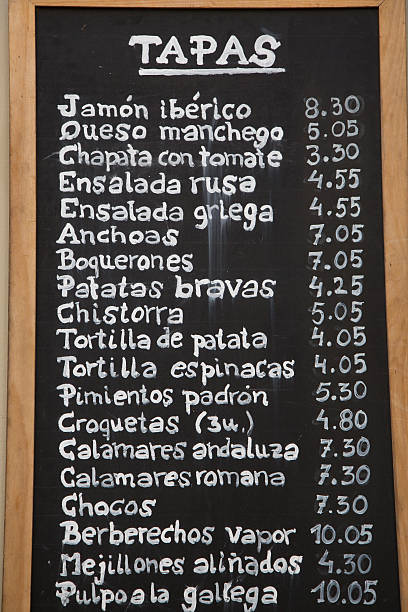 TAPAS
Jamón ibérico 8.30
Queso manchego 5.05
Chapata con tomate 3.30
Ensalada rusa 4.55
Ensalada griega 4.55
Anchoas 7.05
Boquerones 7.05
Patatas bravas 4.25
Chistorra 5.05
Tortilla de patata 4.05
Tortilla espinacas 4.05
Pimientos padrón 5.30
Croquetas (3u.) 4.80
Calamares andaluza 7.30
Calamares romana 7.30
Chocos 7.30
Berberechos vapor 10.05
Mejillones aliñados 4.30
Pulpo a la gallega 10.05